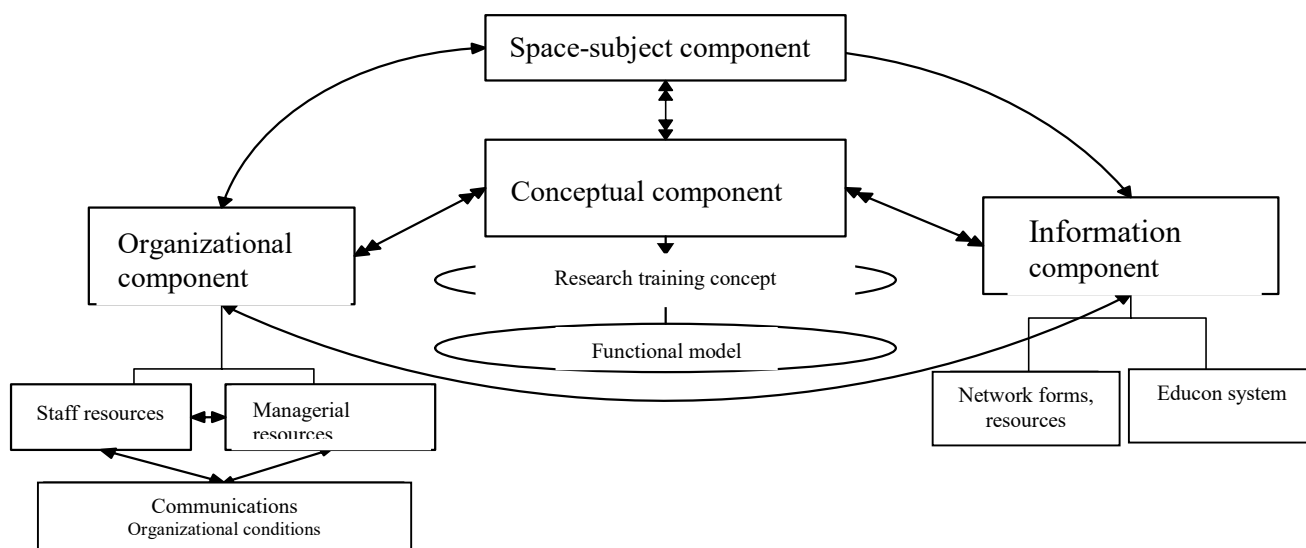 Space-subject component
Conceptual component
Organizational
component
Information
component
Research training concept
Functional model
Staff resources
Managerial
resources
Network forms,
resources
Educon system
Communications
Organizational conditions